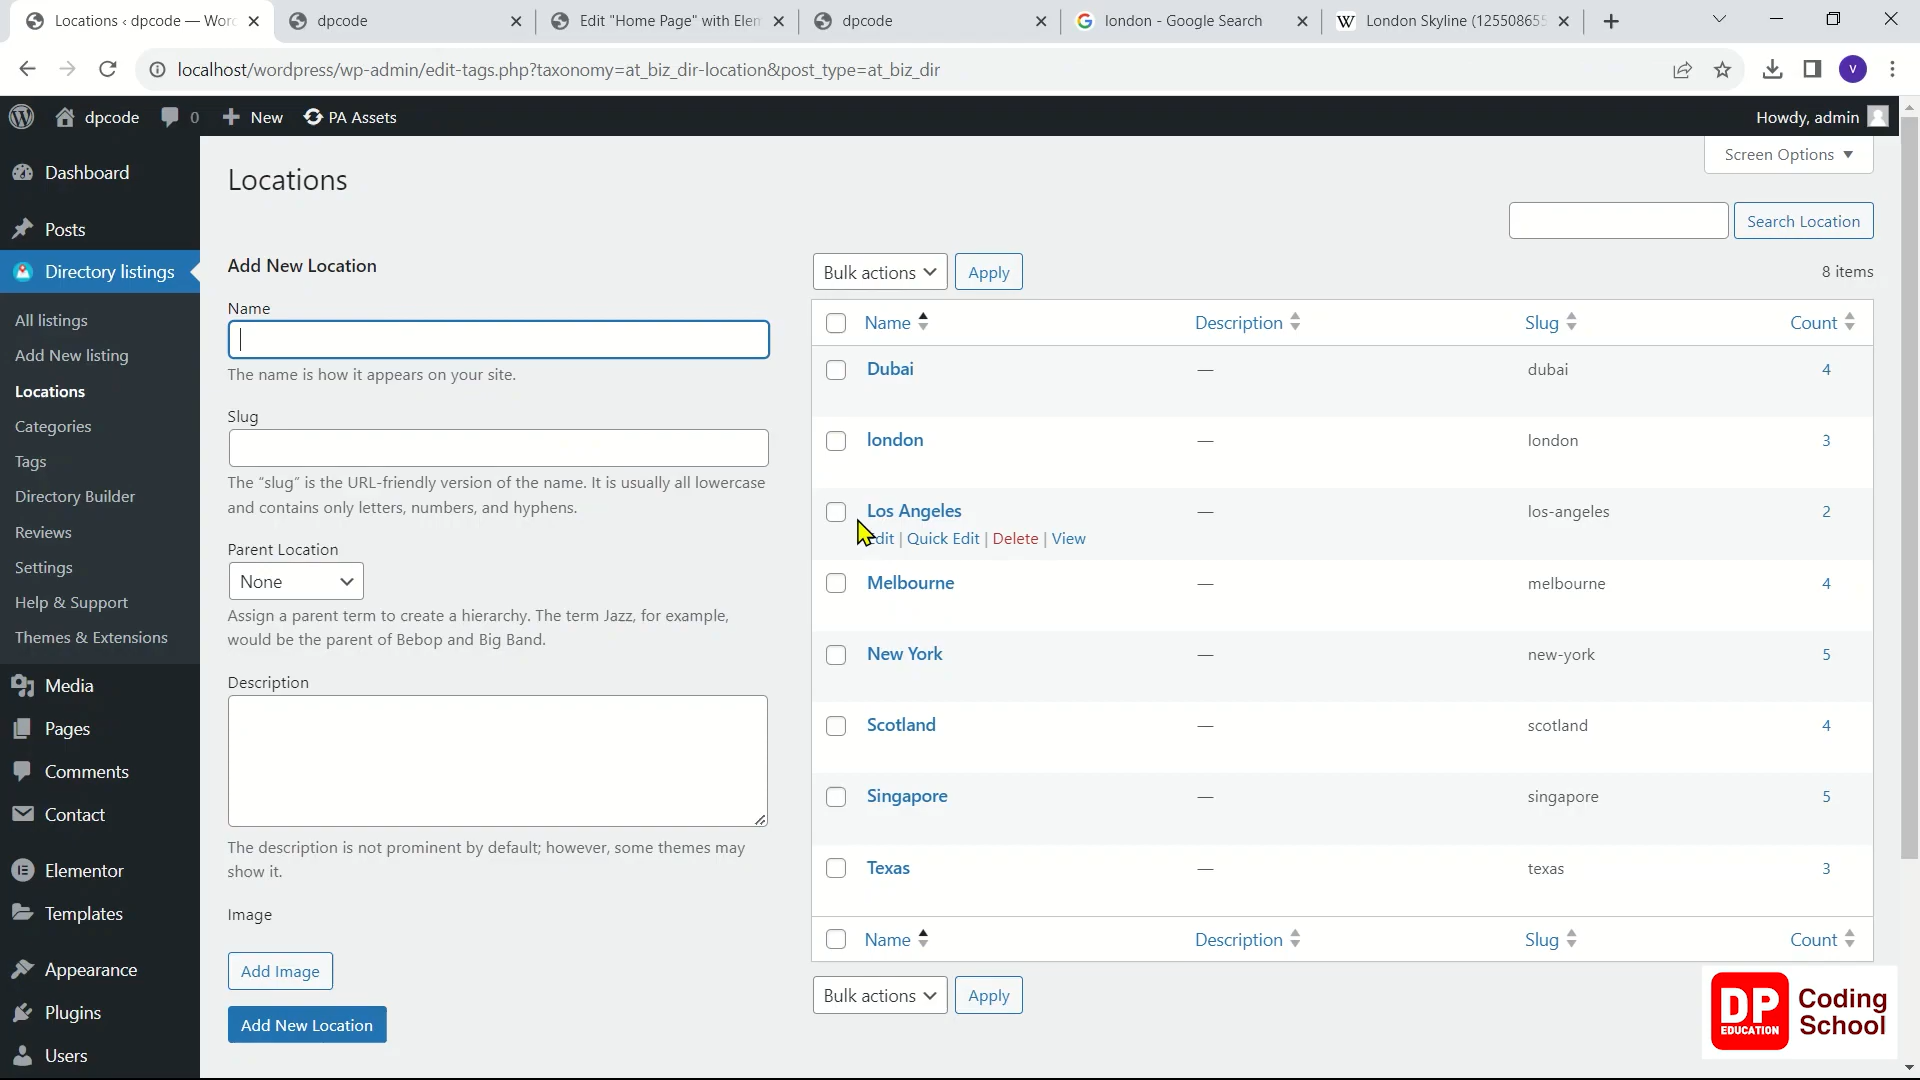 Locations ‹ dpcode — Worc
dpcode
Edit "Home Page" with Elem
dpcode
london - Google Search
London Skyline (125508655
localhost/wordpress/wp-admin/edit-tags.php?taxonomy=at_biz_dir-location&post_type=at_biz_dir
V
dpcode
0
New
PA Assets
Howdy, admin
Dashboard
Posts
Directory listings
All listings
Add New listing
Locations
Categories
Tags
Directory Builder
Reviews
Settings
Help & Support
Themes & Extensions
Media
Pages
Comments
Contact
Elementor
Templates
Appearance
Plugins
Users
Screen Options
Locations
Search Location
Add New Location
Name
The name is how it appears on your site.
Slug
The “slug” is the URL-friendly version of the name. It is usually all lowercase
and contains only letters, numbers, and hyphens.
Parent Location
None
Assign a parent term to create a hierarchy. The term Jazz, for example,
would be the parent of Bebop and Big Band.
Description
The description is not prominent by default; however, some themes may
show it.
Image
Add Image
Add New Location
Bulk actions
Apply
8 items
Name Description Slug Count
Dubai — dubai 4
london — london 3
Los Angeles — los-angeles 2
Edit | Quick Edit | Delete | View
Melbourne — melbourne 4
New York — new-york 5
Scotland — scotland 4
Singapore — singapore 5
Texas — texas 3
Name Description Slug Count
Bulk actions
Apply
DP
EDUCATION
Coding
School